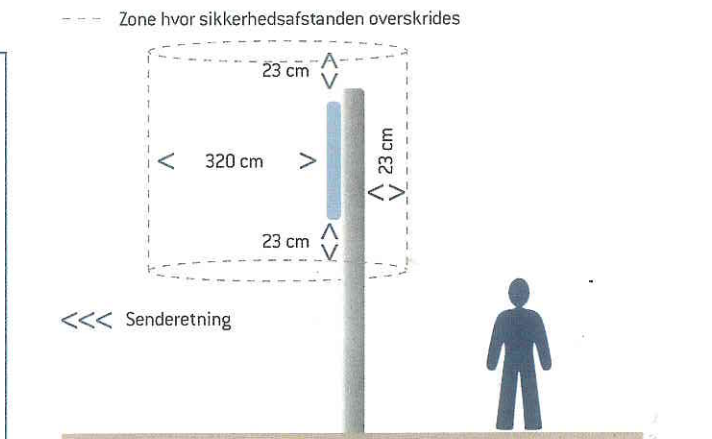 Zone hvor sikkerhedsafstanden overskrides
23 cm
320 cm
23 cm
23 cm
Senderetning